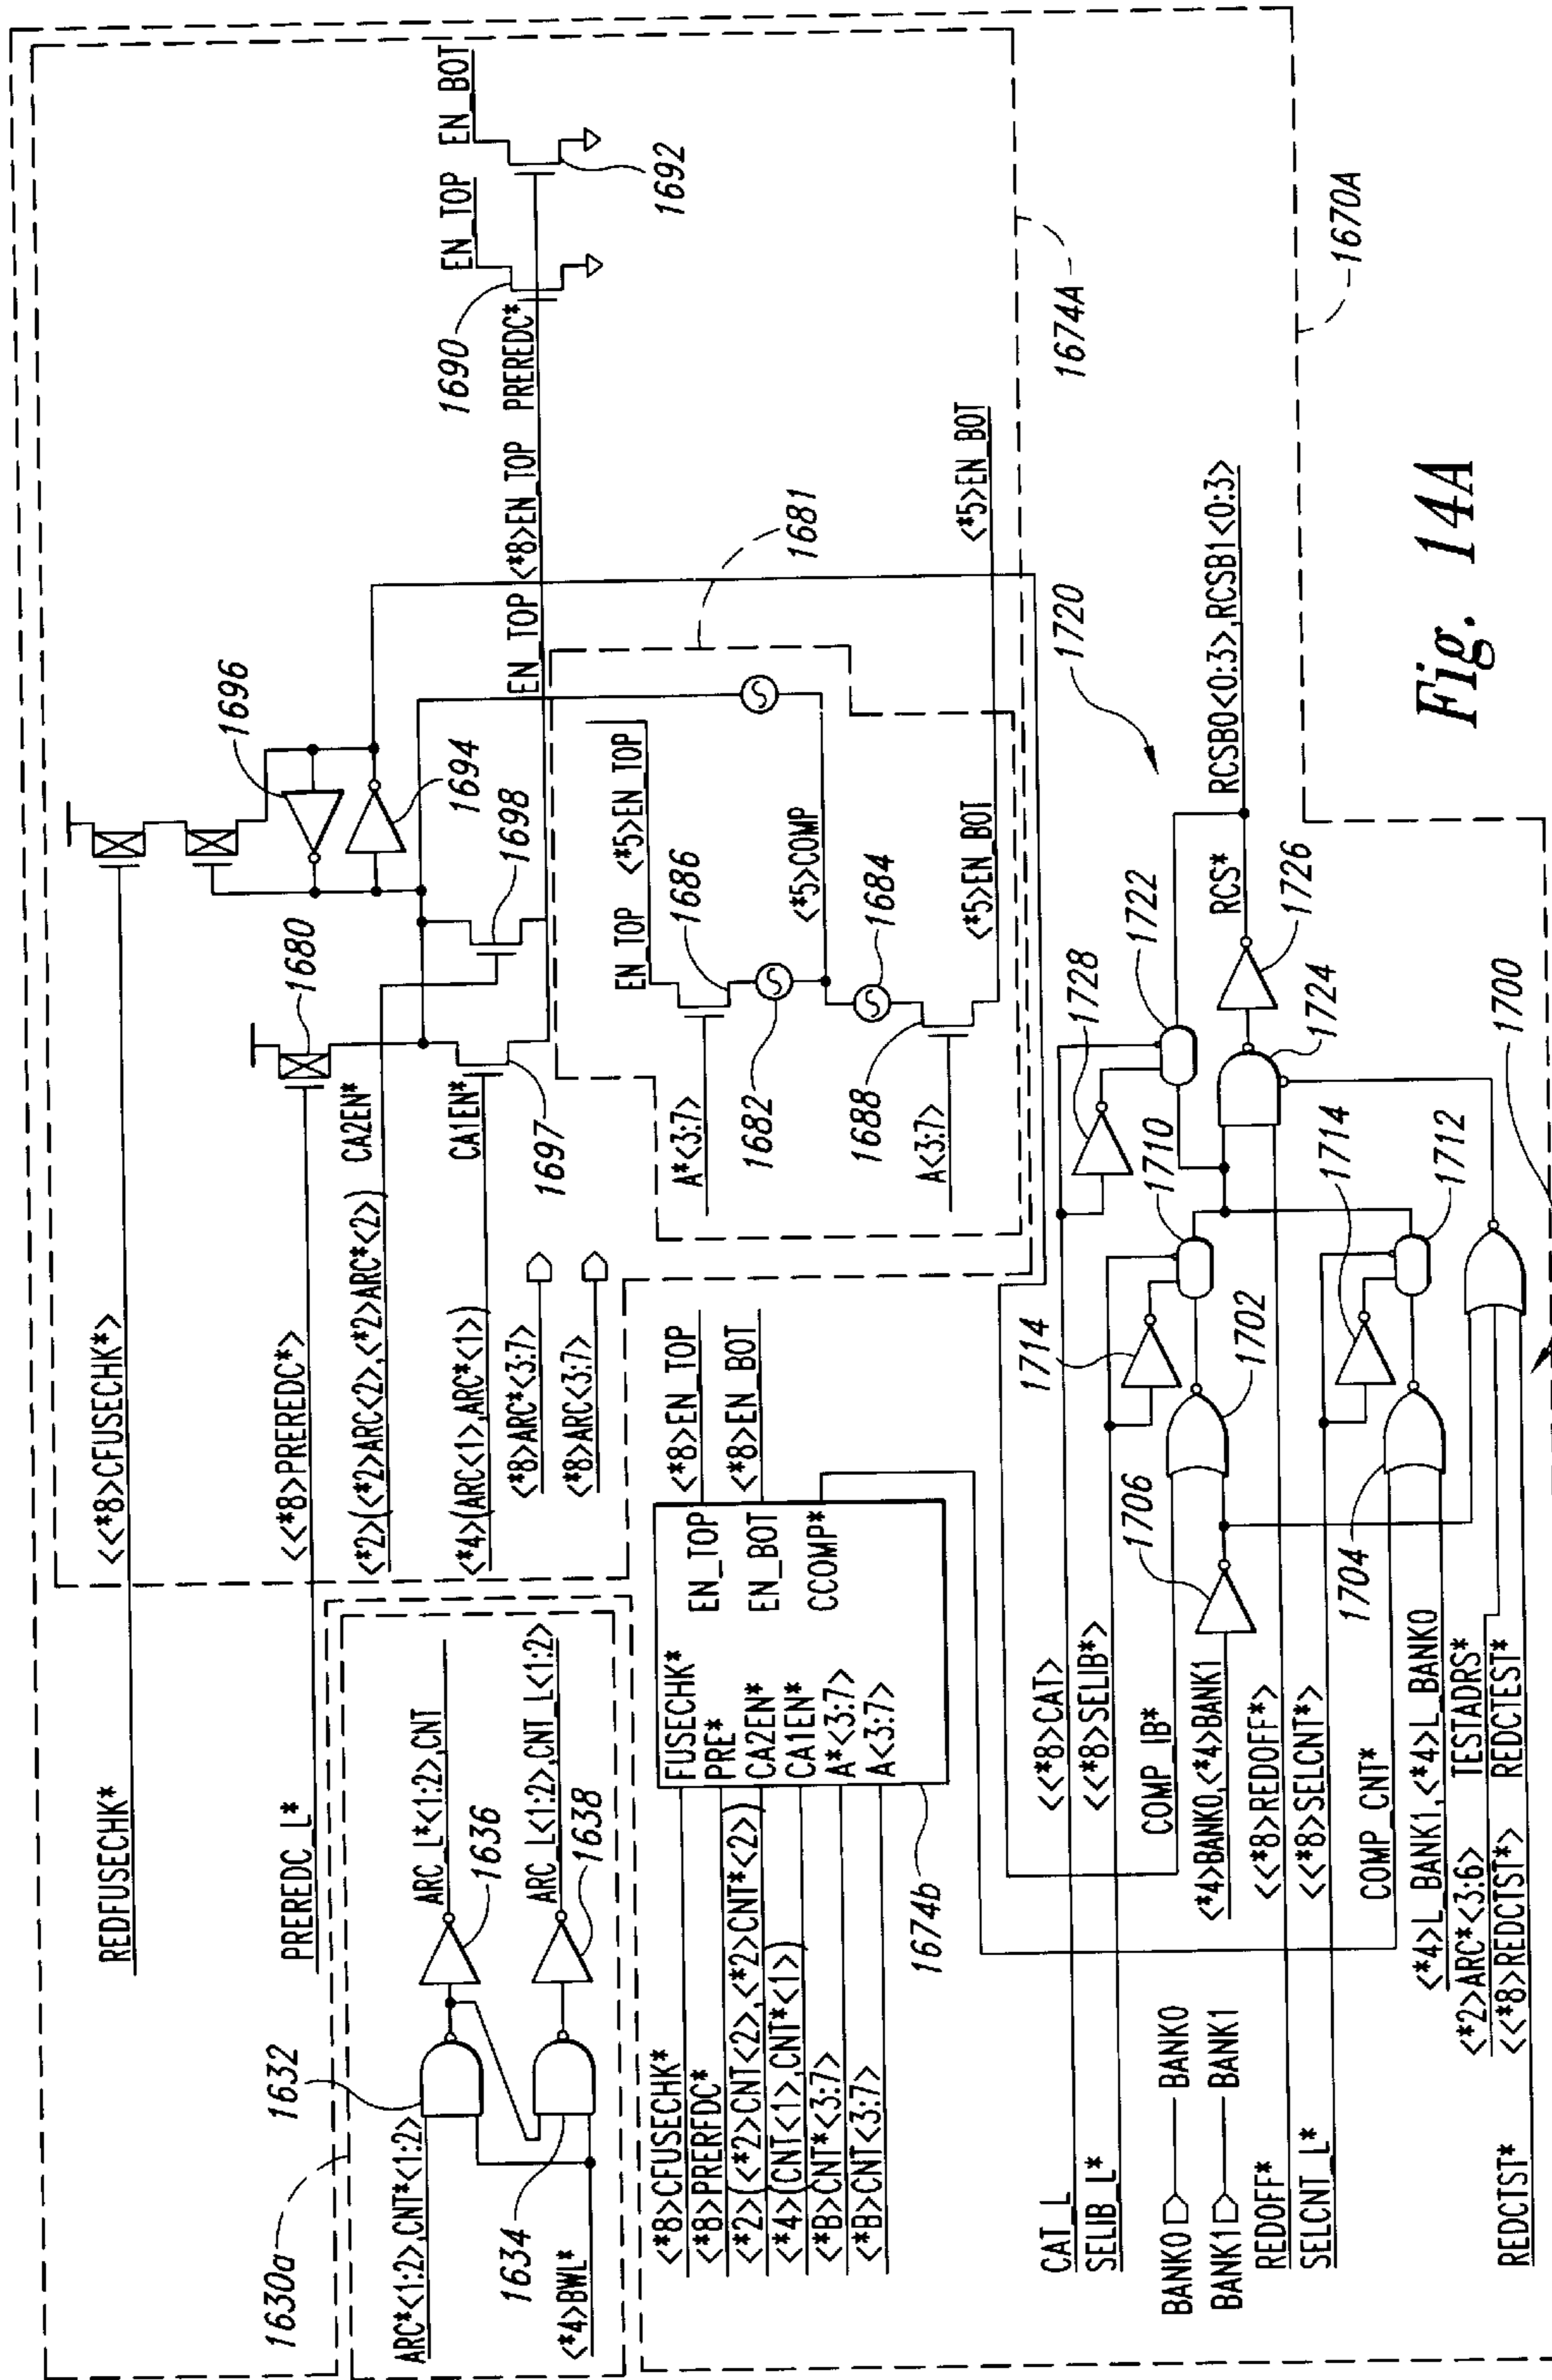 1630a
1632
ARC*<1:2>,CNT*<1:2>
1634
<*4>BWL*
ARC_L*<1:2>,CNT
1636
ARC_L<1:2>,CNT_L<1:2>
1638
REDFUSECHK*
<<*8>CFUSECHK*>
PREREDC_L*
<<*8>PREREDC*>
<*2>(<*2>ARC<2>,<*2>ARC*<2>)
CA2EN*
<*4>(ARC<1>,ARC*<1>)
CA1EN*
<*8>ARC*<3:7>
<*8>ARC<3:7>
1680
1696
1694
1698
1697
EN_TOP
<*8>EN_TOP
PREREDC*
1690
EN_TOP
EN_BOT
1692
EN_TOP
<*5>EN_TOP
1686
A*<3:7>
1682
<*5>COMP
1684
1688
A<3:7>
<*5>EN_BOT
<*5>EN_BOT
1681
1674A
1670A
<*8>CFUSECHK*
<*8>PRERFDC*
<*2>(<*2>CNT<2>,<*2>CNT*<2>)
<*4>(CNT<1>,CNT*<1>)
<*B>CNT*<3:7>
<*B>CNT<3:7>
FUSECHK*
PRE*
CA2EN*
CA1EN*
A*<3:7>
A<3:7>
EN_TOP
EN_BOT
CCOMP*
<*8>EN_TOP
<*8>EN_BOT
1674b
CAT_L
<<*8>CAT>
SELIB_L*
<<*8>SELIB*>
COMP_IB*
BANK0
BANK0
BANK1
BANK1
<*4>BANK0,<*4>BANK1
REDOFF*
<<*8>REDOFF*>
SELCNT_L*
<<*8>SELCNT*>
COMP_CNT*
<*4>L_BANK1,<*4>L_BANK0
<*2>ARC*<3:6>
TESTADRS*
REDCTST*
<<*8>REDCTST*>
REDCTEST*
1706
1702
1704
1714
1710
1714
1712
1728
1722
1724
1726
1720
RCS*
RCSB0<0:3>,RCSB1<0:3>
1700
Fig. 14A